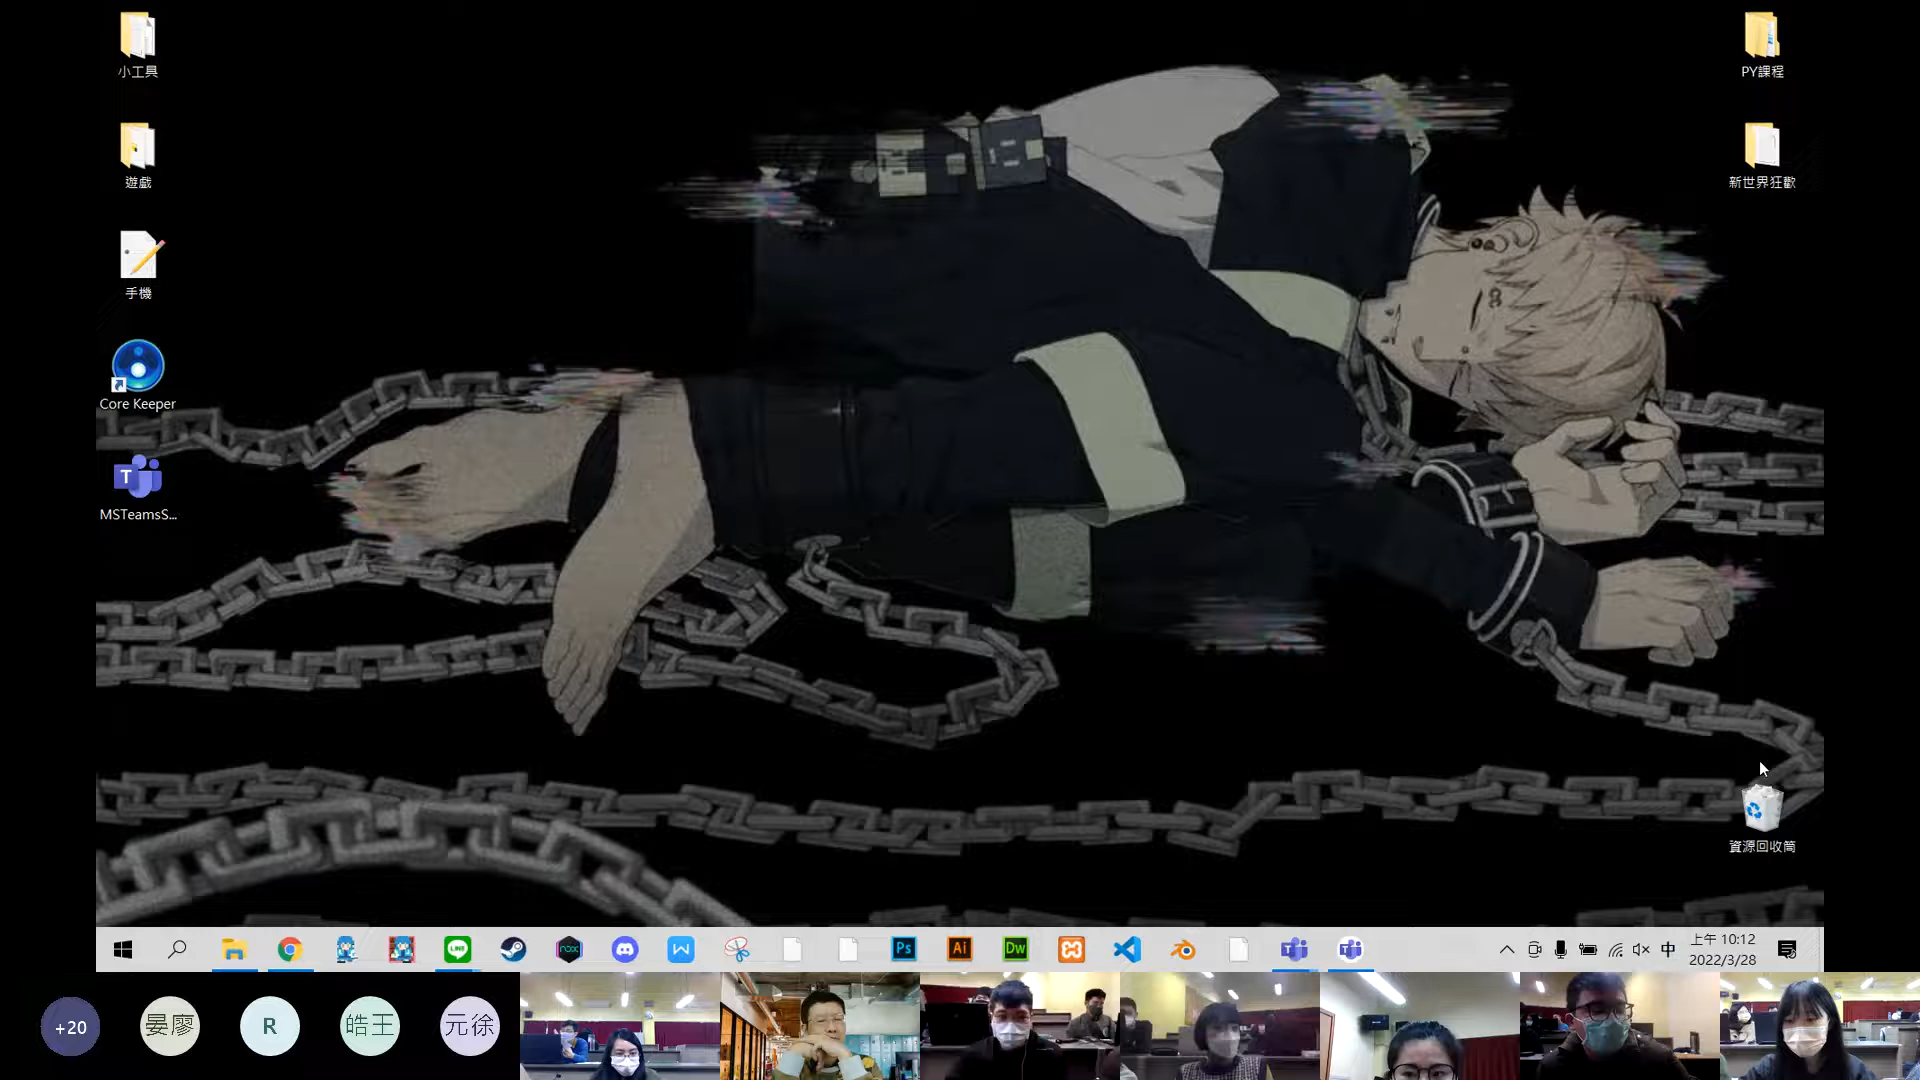 小工具
遊戲
手機
Core Keeper
T
MSTeamsS...
PY課程
新世界狂歡
資源回收筒
LINE
nox
W
Ps
Ai
Dw
T
T
中
上午 10:12
2022/3/28
+20
晏廖
R
皓王
元徐